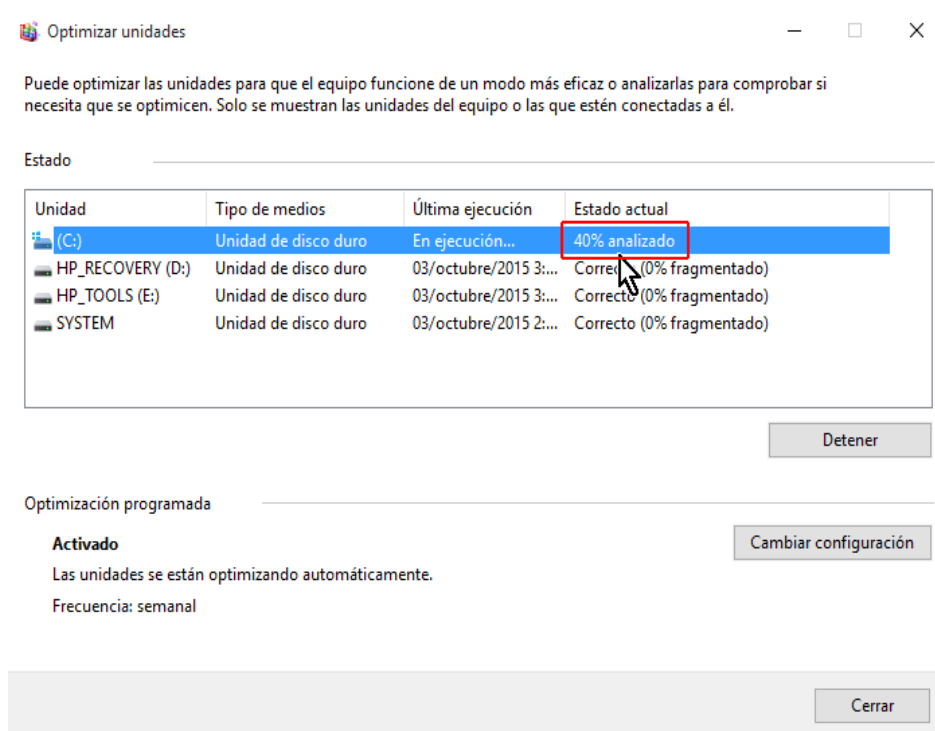 Optimizar unidades
Puede optimizar las unidades para que el equipo funcione de un modo más eficaz o analizarlas para comprobar si
necesita que se optimicen. Solo se muestran las unidades del equipo o las que estén conectadas a él.
Estado
Unidad Tipo de medios Última ejecución Estado actual
(C:) Unidad de disco duro En ejecución... 40% analizado
HP_RECOVERY (D:) Unidad de disco duro 03/octubre/2015 3:... Correcto (0% fragmentado)
HP_TOOLS (E:) Unidad de disco duro 03/octubre/2015 3:... Correcto (0% fragmentado)
SYSTEM Unidad de disco duro 03/octubre/2015 2:... Correcto (0% fragmentado)
Detener
Optimización programada
Activado
Cambiar configuración
Las unidades se están optimizando automáticamente.
Frecuencia: semanal
Cerrar